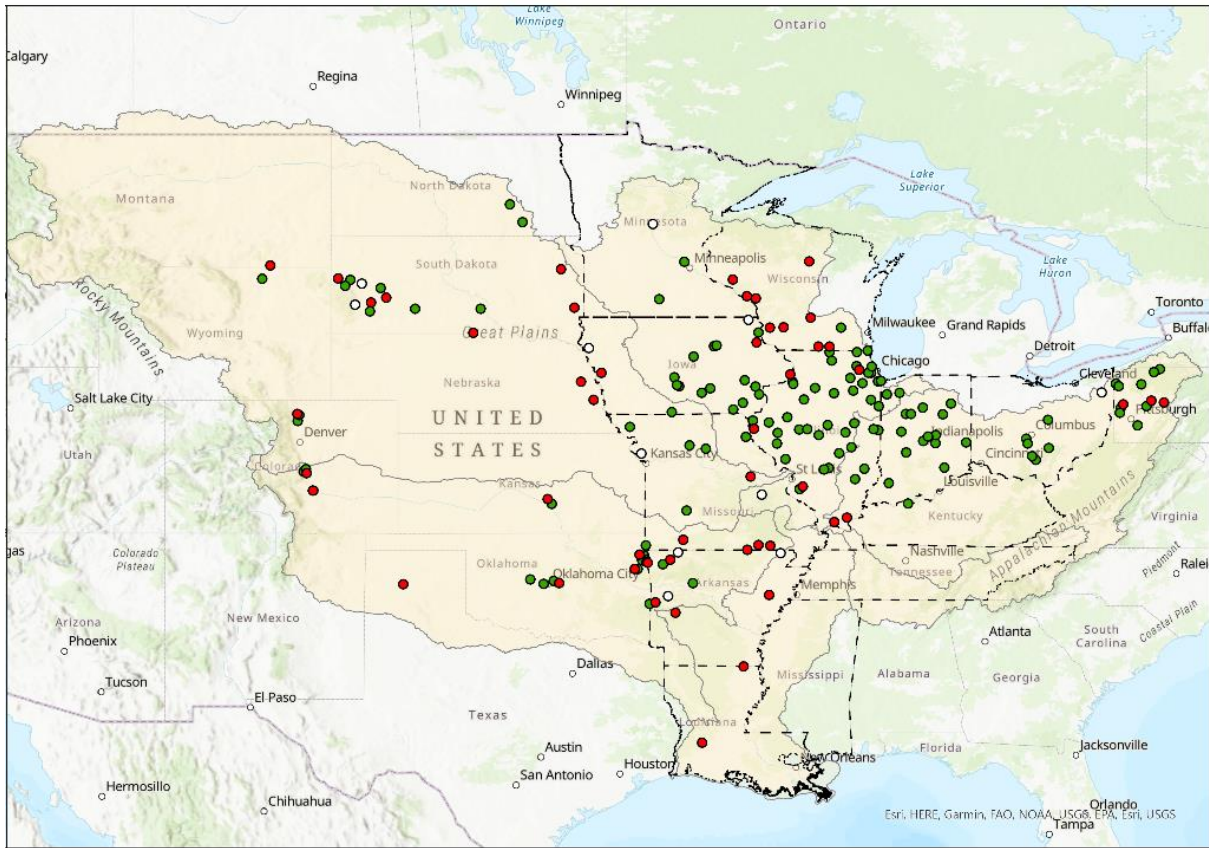 Lake
Winnipeg
Ontario
Calgary
Regina
Winnipeg
Lake
Superior
North Dakota
Montana
Minnesota
Minneapolis
Wisconsin
South Dakota
Lake
Huron
Rocky Mountains
Toronto
Wyoming
Great Plains
Milwaukee
Grand Rapids
Buffalo
Detroit
Iowa
Chicago
Cleveland
Nebraska
Salt Lake City
UNITED
STATES
Pittsburgh
Denver
Indianapolis
Columbus
Utah
Colorado
Kansas City
Cincinnati
St Louis
Kansas
Louisville
Missouri
Kentucky
Appalachian Mountains
Virginia
Colorado
Plateau
Nashville
Tennessee
Piedmont
Oklahoma
Oklahoma City
Arkansas
Memphis
Coastal Plain
New Mexico
Arizona
Phoenix
Atlanta
South
Carolina
Dallas
Mississippi
Alabama
Georgia
Tucson
El Paso
Texas
Louisiana
Austin
Houston
New Orleans
Florida
Jacksonville
San Antonio
Hermosillo
Chihuahua
Orlando
Esri, HERE, Garmin, FAO, NOAA, USGS, EPA, Esri, USGS
Tampa